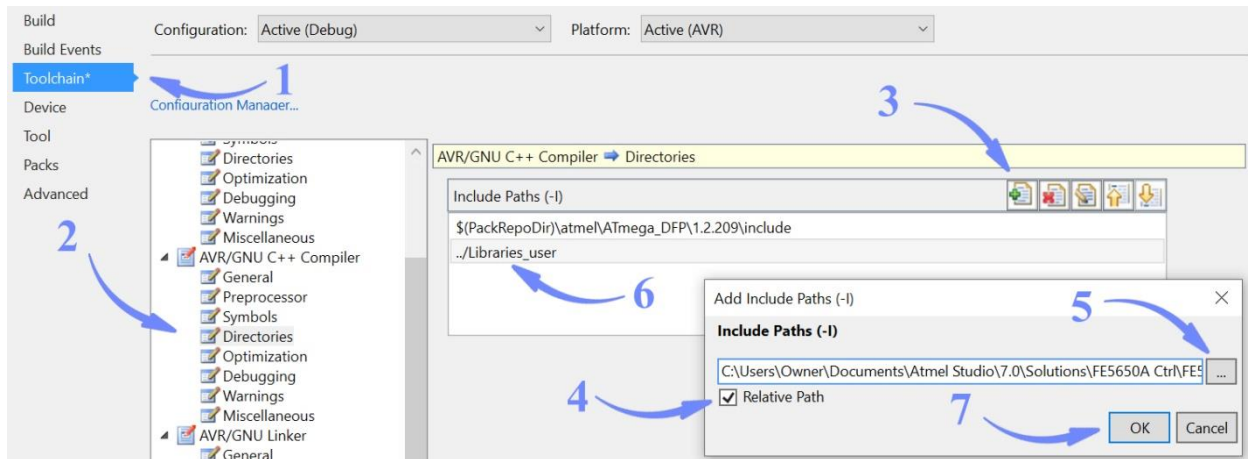 Build
Build Events
Toolchain*
Device
Tool
Packs
Advanced
Configuration: Active (Debug) Platform: Active (AVR)
1
Configuration Manager...
2
Symbols
Directories
Optimization
Debugging
Warnings
Miscellaneous
AVR/GNU C++ Compiler
General
Preprocessor
Symbols
Directories
Optimization
Debugging
Warnings
Miscellaneous
AVR/GNU Linker
General
3
AVR/GNU C++ Compiler ➡ Directories
Include Paths (-I)
$(PackRepoDir)\atmel\ATmega_DFP\1.2.209\include
../Libraries_user
6
Add Include Paths (-I)
5
Include Paths (-I)
C:\Users\Owner\Documents\Atmel Studio\7.0\Solutions\FE5650A Ctrl\FE5 ...
4
Relative Path
7
OK Cancel